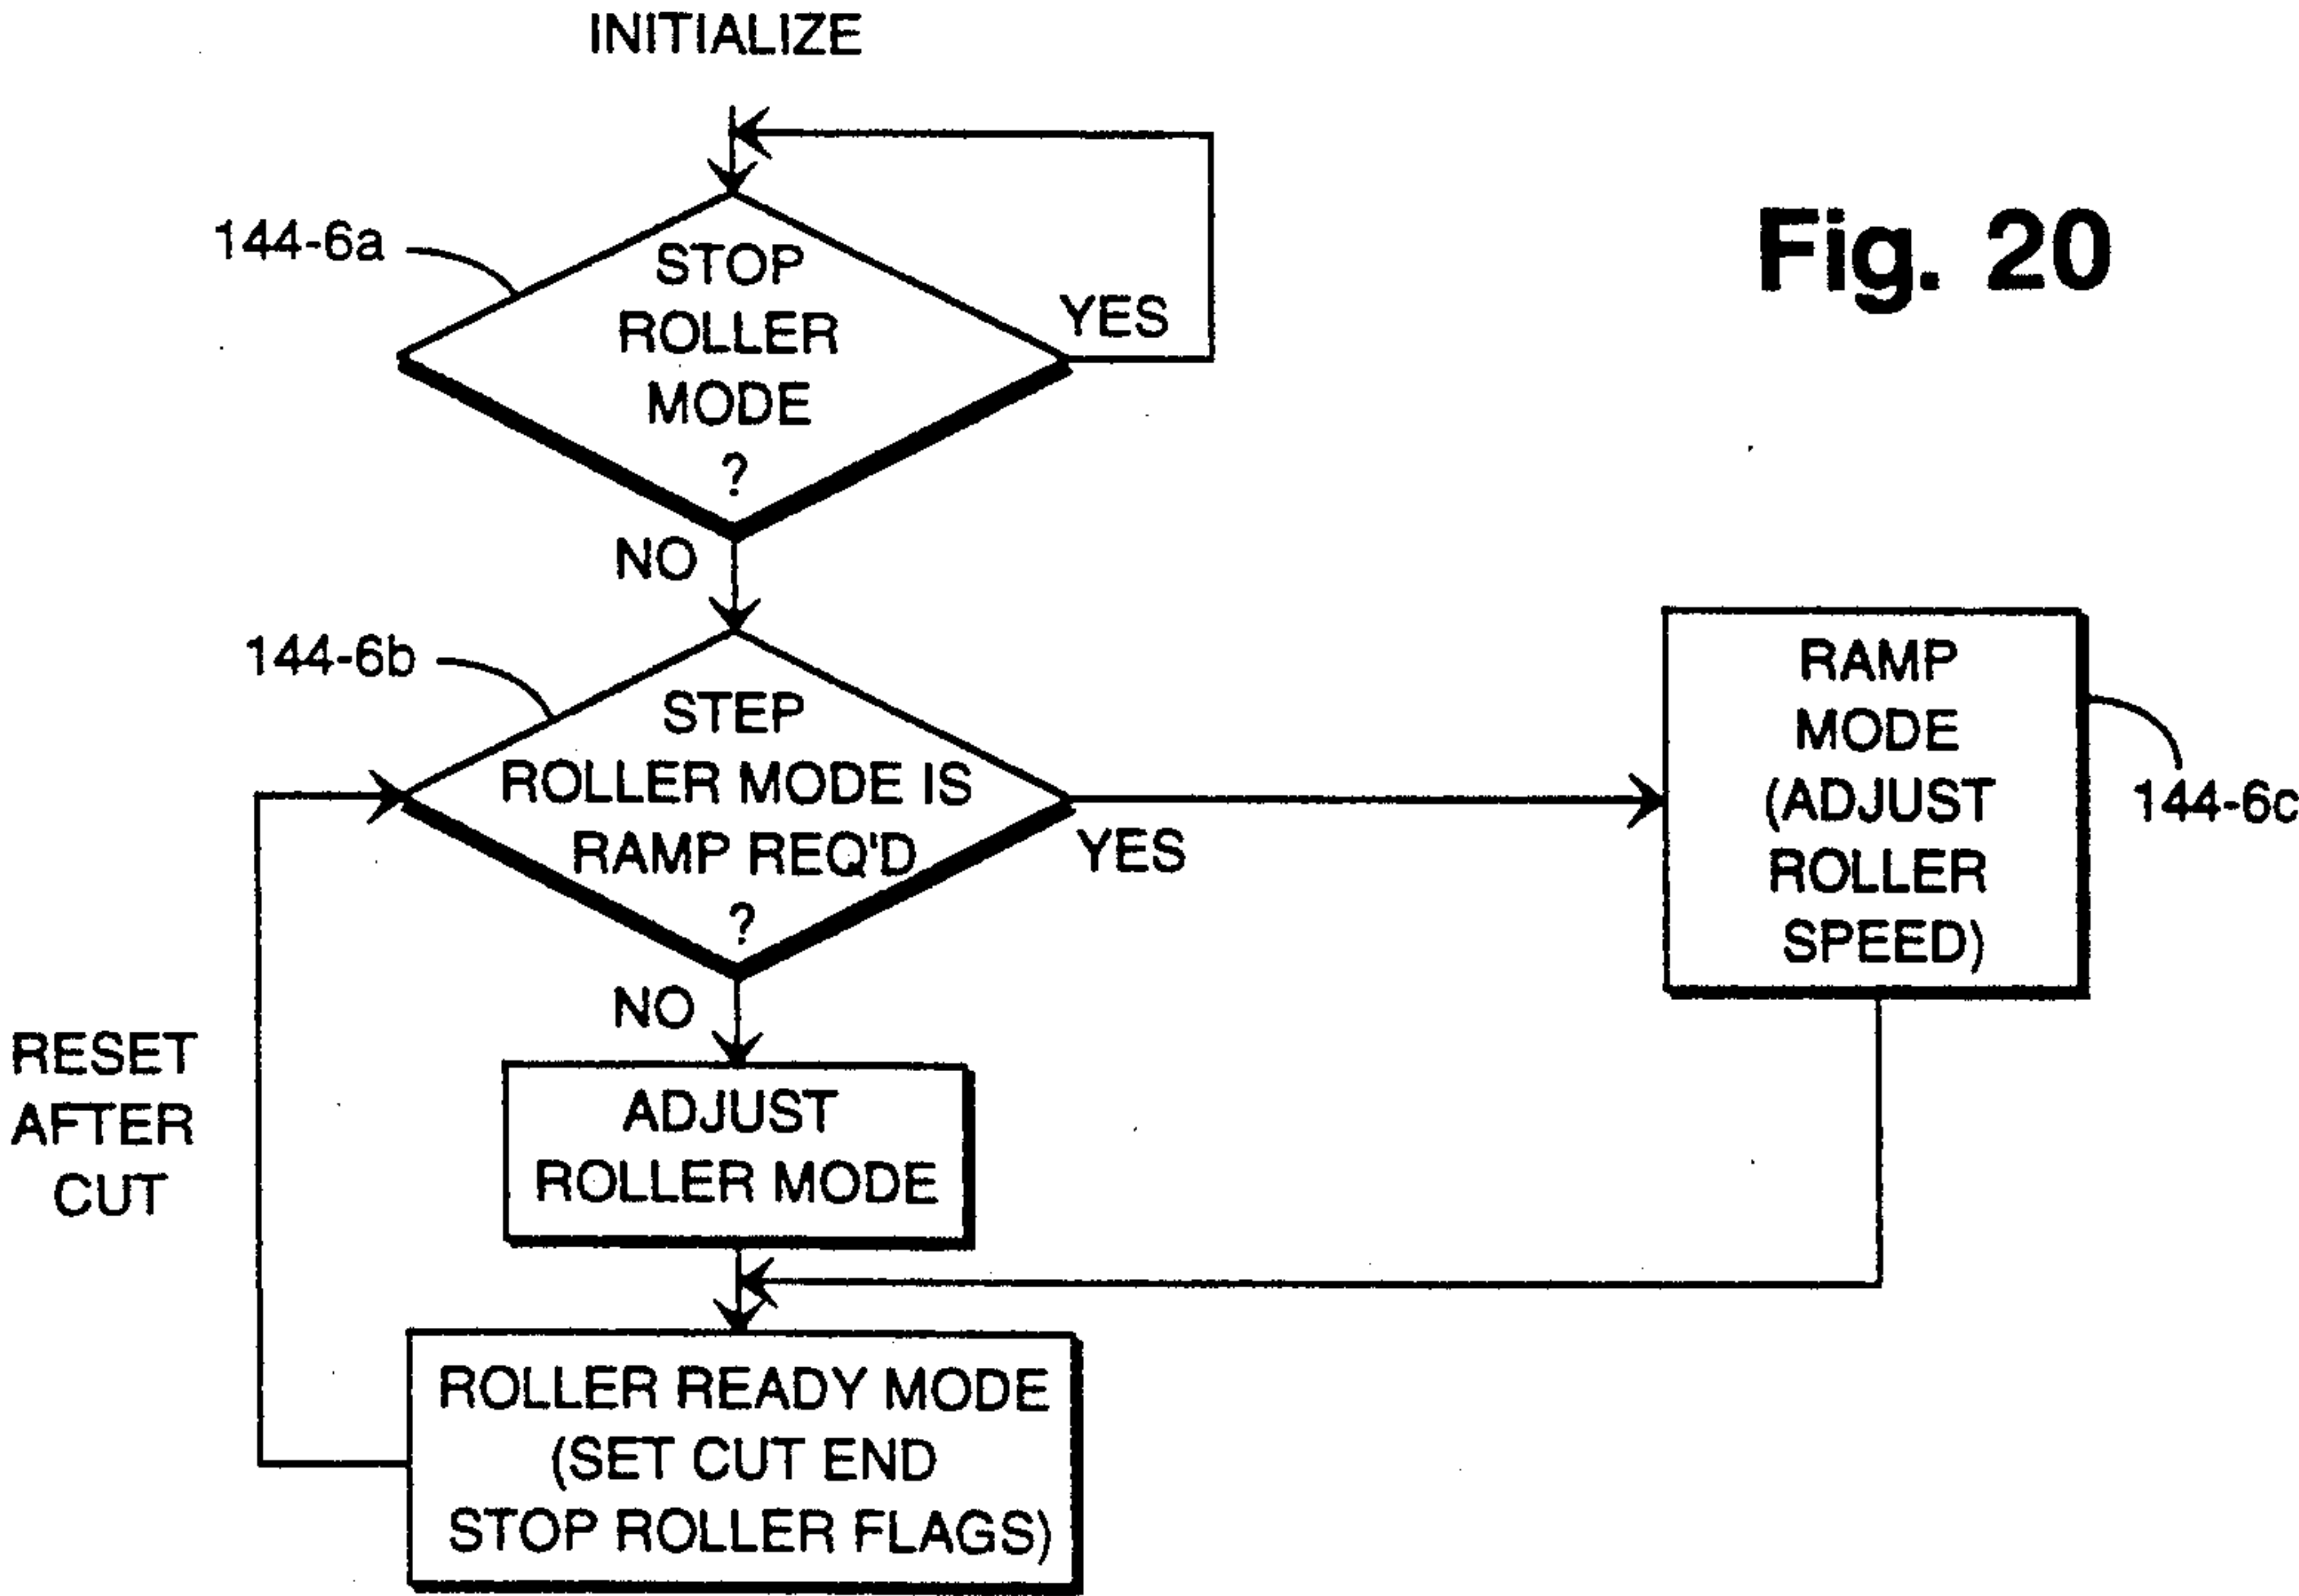 INITIALIZE
Fig. 20
144-6a
STOP
ROLLER
MODE
?
YES
NO
144-6b
STEP
ROLLER MODE IS
RAMP REQ'D
?
YES
NO
RAMP
MODE
(ADJUST
ROLLER
SPEED)
144-6c
RESET
AFTER
CUT
ADJUST
ROLLER MODE
ROLLER READY MODE
(SET CUT END
STOP ROLLER FLAGS)